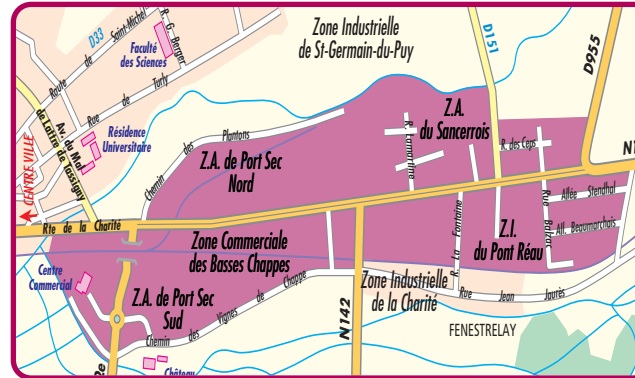 Zone Industrielle
de St-Germain-du-Puy
D33
Route de Saint-Michel
R. G. Berger
Faculté
des Sciences
D151
D955
Rue de Turly
Av. du Mal
de Lattre de Tassigny
Résidence
Universitaire
Z.A.
du Sancerrois
R. Lamartine
R. des Ceps
N1
Chemin des Plantons
Z.A. de Port Sec
Nord
CENTRE VILLE
Rte de la Charité
Allée Stendhal
Rue Balzac
All. Beaumarchais
R. La Fontaine
Z.I.
du Pont Réau
Zone Commerciale
des Basses Chappes
Centre
Commercial
Z.A. de Port Sec
Sud
Zone Industrielle
de la Charité
Rue Jean Jaurès
Chemin des Vignes de Chappe
N142
FENESTRELAY
Château